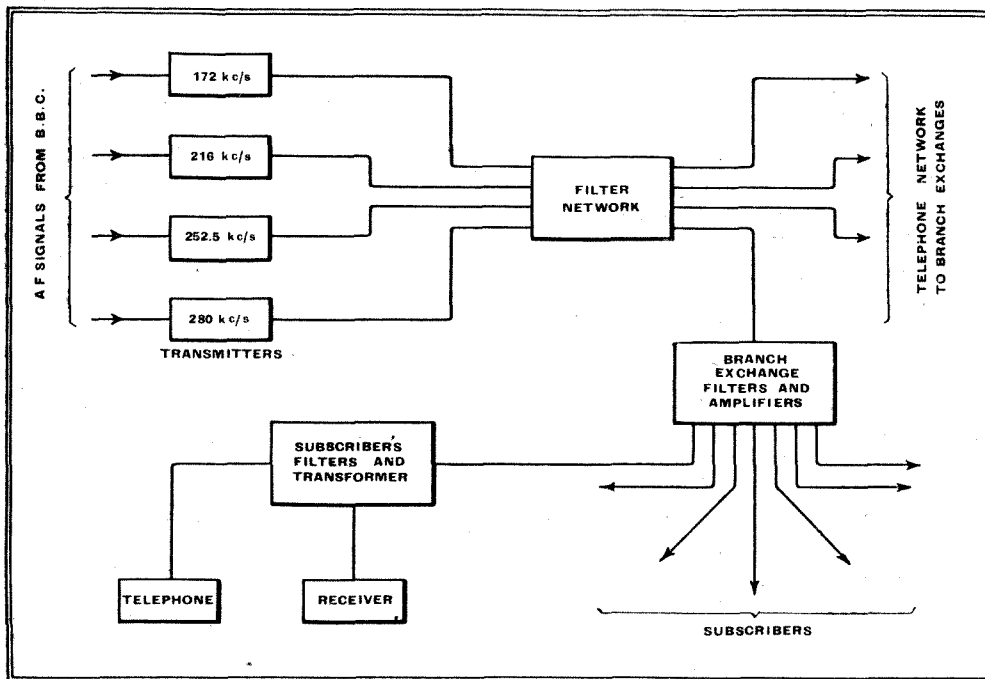 A F SIGNALS FROM B.B.C.
172 kc/s
216 kc/s
252.5 kc/s
280 kc/s
TRANSMITTERS
FILTER
NETWORK
TELEPHONE NETWORK
TO BRANCH EXCHANGES
BRANCH
EXCHANGE
FILTERS AND
AMPLIFIERS
SUBSCRIBER'S
FILTERS AND
TRANSFORMER
TELEPHONE
RECEIVER
SUBSCRIBERS